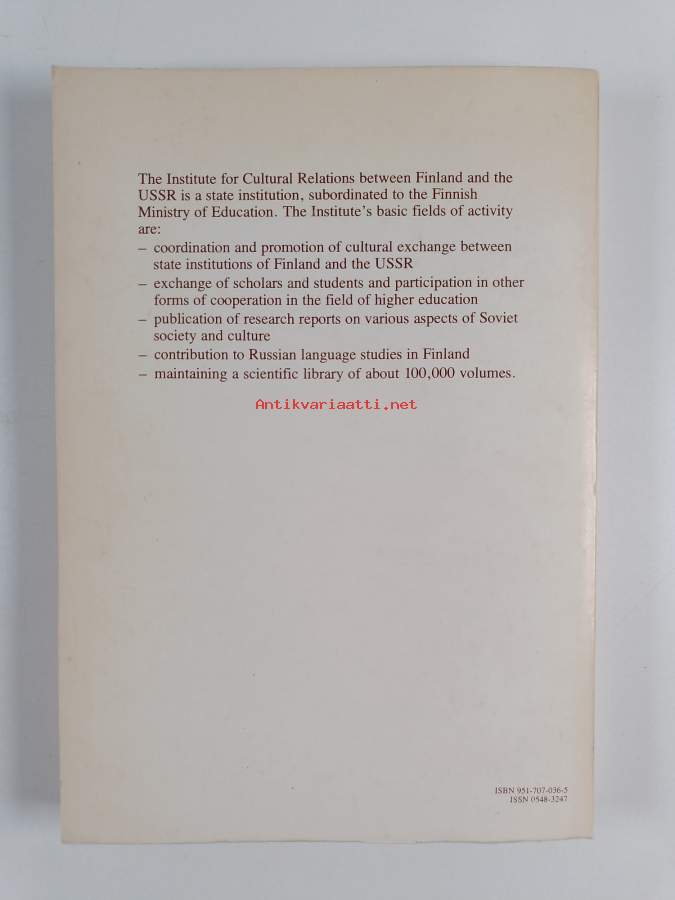 The Institute for Cultural Relations between Finland and the
USSR is a state institution, subordinated to the Finnish
Ministry of Education. The Institute's basic fields of activity
are:
– coordination and promotion of cultural exchange between
state institutions of Finland and the USSR
– exchange of scholars and students and participation in other
forms of cooperation in the field of higher education
– publication of research reports on various aspects of Soviet
society and culture
– contribution to Russian language studies in Finland
– maintaining a scientific library of about 100,000 volumes.
Antikvariaatti.net
ISBN 951-707-036-5
ISSN 0548-3247